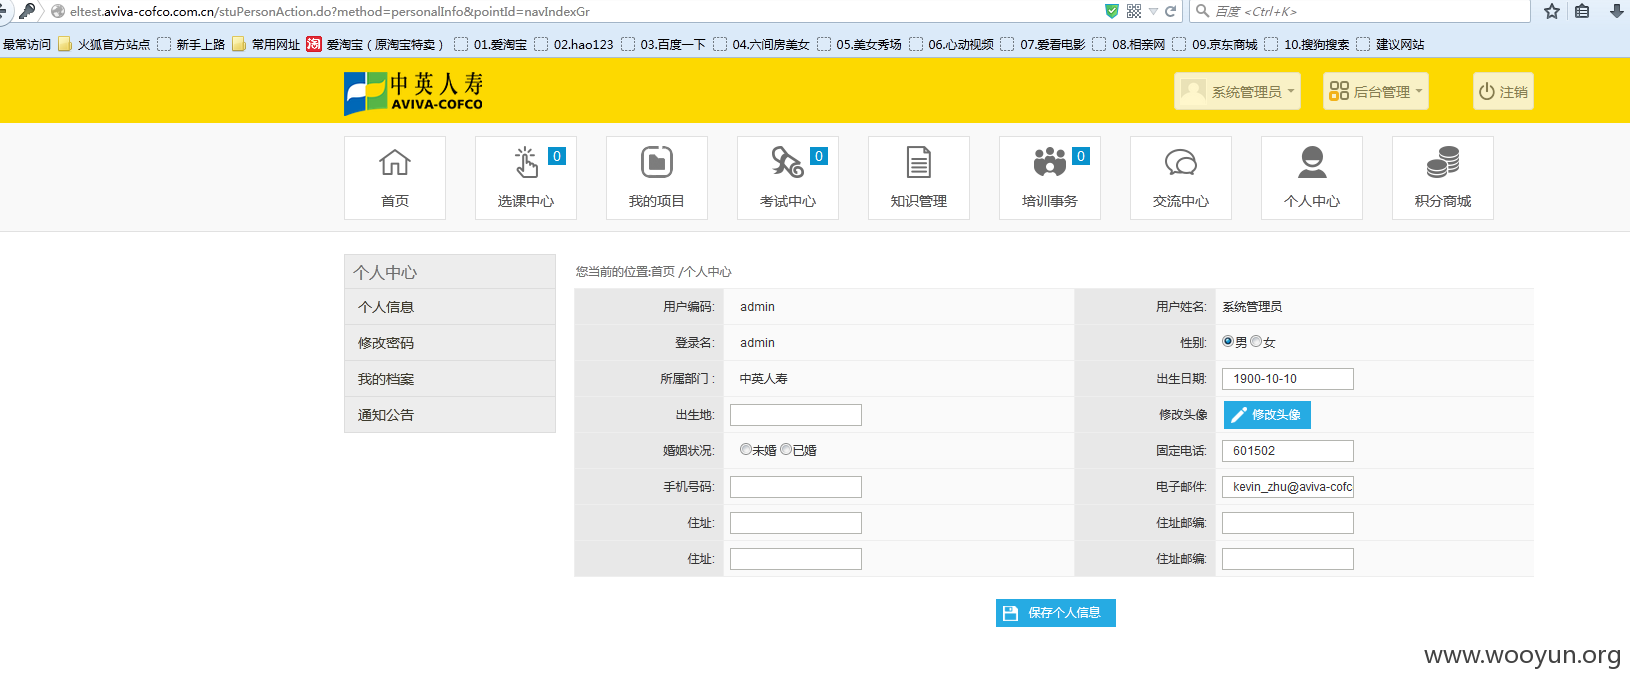 eltest.aviva-cofco.com.cn/stuPersonAction.do?method=personalInfo&pointId=navIndexGr
百度 <Ctrl+K>
最常访问 火狐官方站点 新手上路 常用网址 淘 爱淘宝（原淘宝特卖） 01.爱淘宝 02.hao123 03.百度一下 04.六间房美女 05.美女秀场 06.心动视频 07.爱看电影 08.相亲网 09.京东商城 10.搜狗搜索 建议网站
中英人寿
AVIVA-COFCO
系统管理员 后台管理 注销
0 0 0
首页 选课中心 我的项目 考试中心 知识管理 培训事务 交流中心 个人中心 积分商城
个人中心
个人信息
修改密码
我的档案
通知公告
您当前的位置:首页 /个人中心
用户编码: admin 用户姓名: 系统管理员
登录名: admin 性别: 男 女
所属部门 : 中英人寿 出生日期: 1900-10-10
出生地: 修改头像 修改头像
婚姻状况: 未婚 已婚 固定电话: 601502
手机号码: 电子邮件: kevin_zhu@aviva-cofc
住址: 住址邮编:
住址: 住址邮编:
保存个人信息
www.wooyun.org